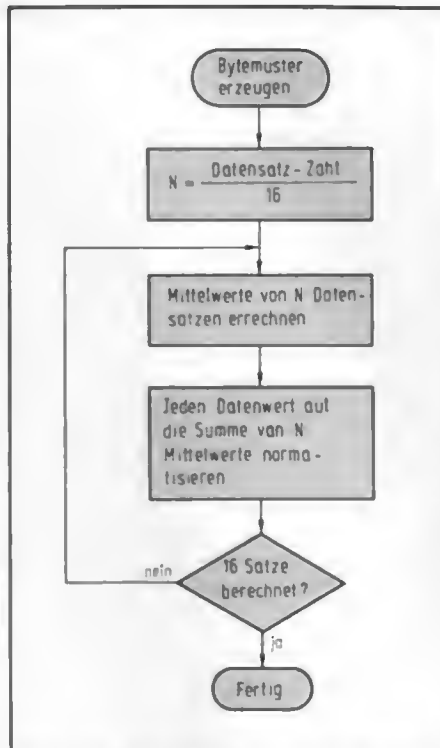 Bytemuster
erzeugen
N = Datensatz-Zahl
16
Mittelwerte von N Daten-
satzen errechnen
Jeden Datenwert auf
die Summe von N
Mittelwerte norma-
tisieren
16 Sätze
berechnet?
nein
ja
Fertig